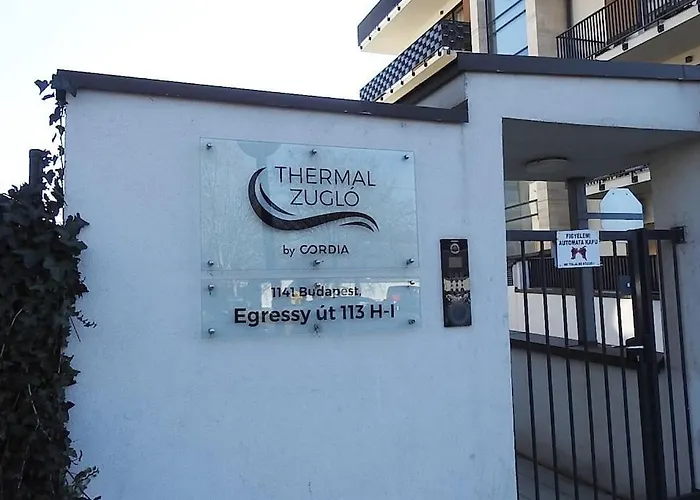 THERMAL
ZUGLÓ
by CORDIA
1141 Budapest,
Egressy út 113 H-I
FIGYELEM!
AUTOMATA KAPU